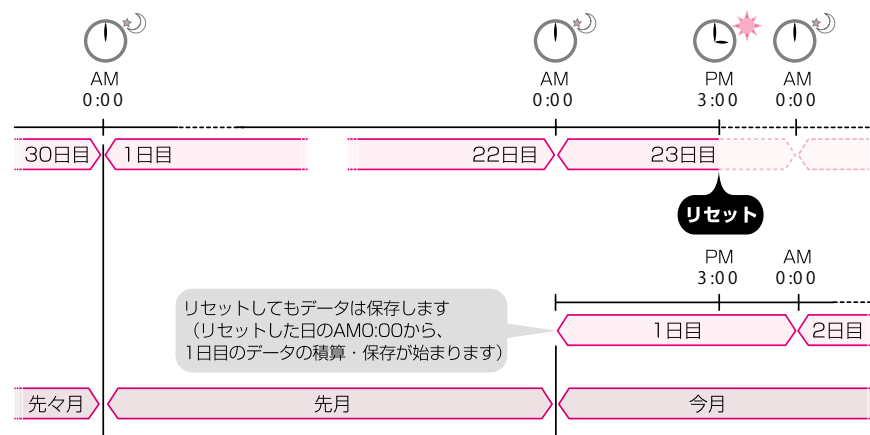 AM
0:00
AM
0:00
PM
3:00
AM
0:00
30日目
1日目
22日目
23日目
リセット
PM
3:00
AM
0:00
リセットしてもデータは保存します
（リセットした日のAM0:00から、
1日目のデータの積算・保存が始まります）
1日目
2日目
先々月
先月
今月